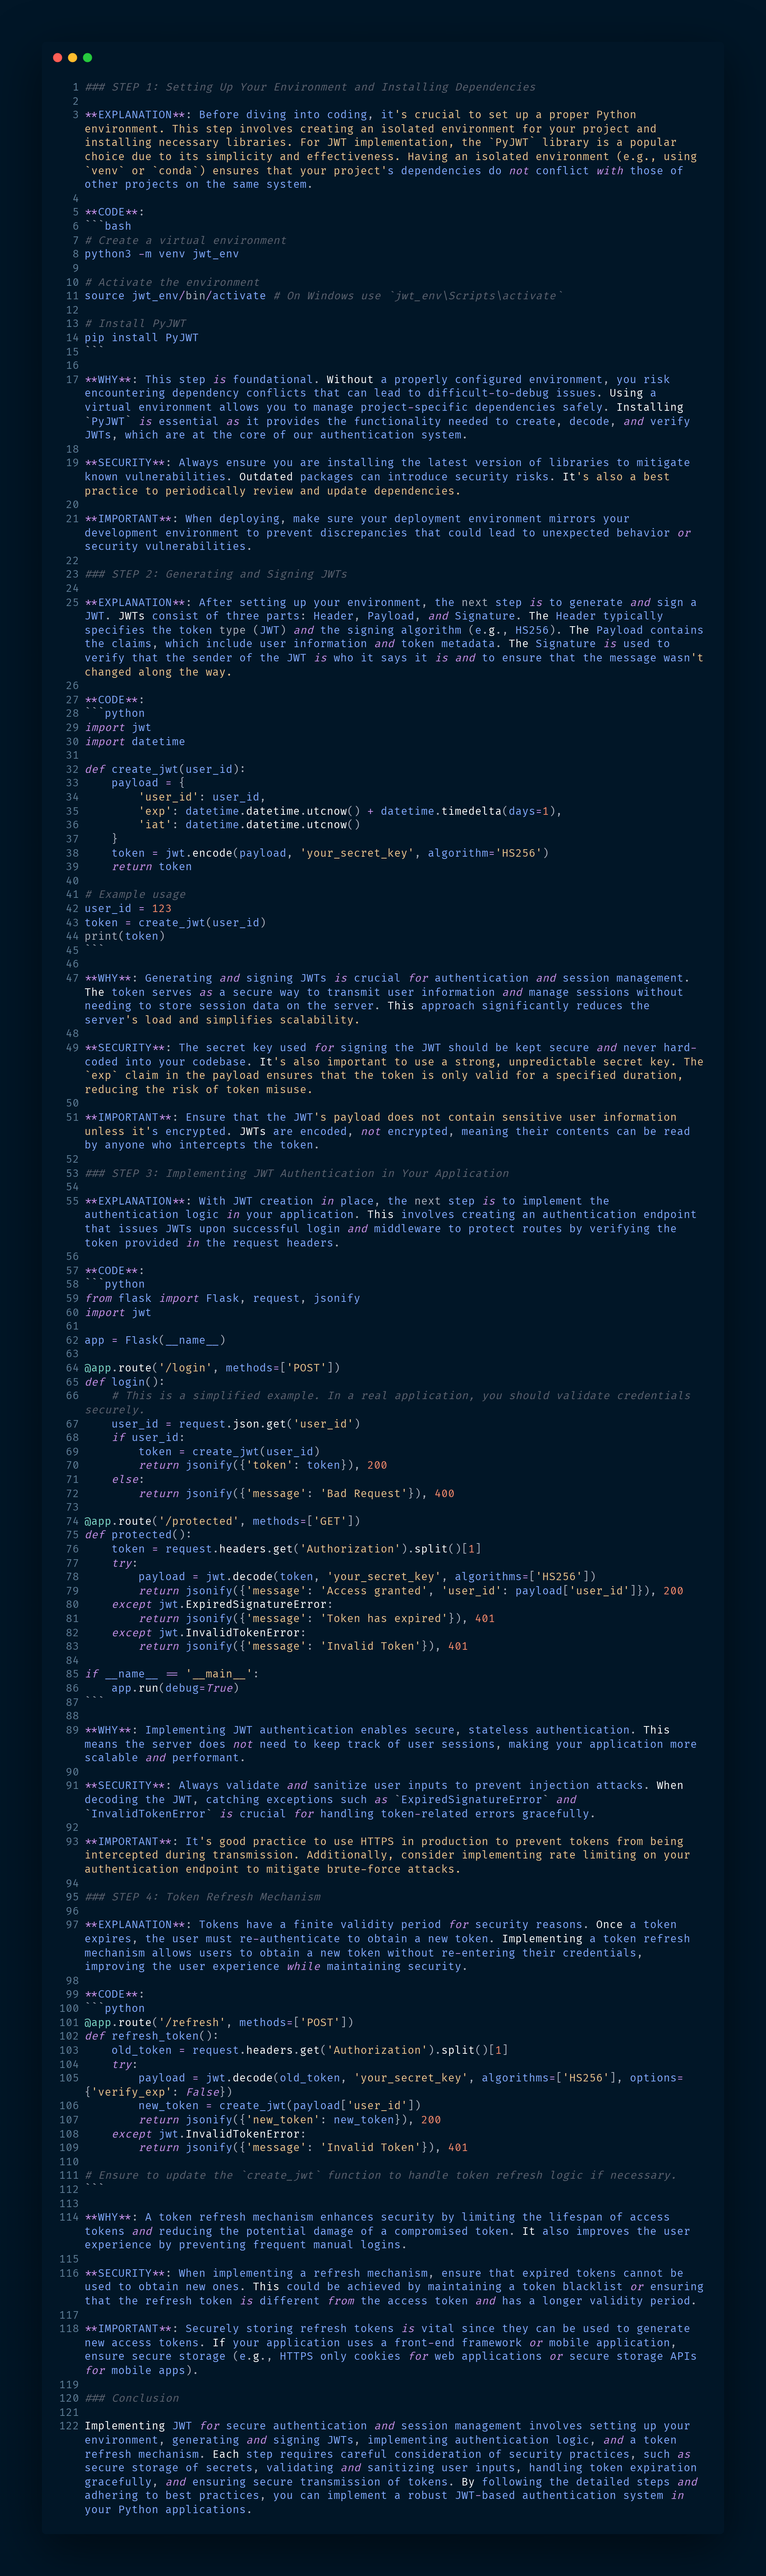 1 ### STEP 1: Setting Up Your Environment and Installing Dependencies
2
3 **EXPLANATION**: Before diving into coding, it's crucial to set up a proper Python
environment. This step involves creating an isolated environment for your project and
installing necessary libraries. For JWT implementation, the `PyJWT` library is a popular
choice due to its simplicity and effectiveness. Having an isolated environment (e.g., using
`venv` or `conda`) ensures that your project's dependencies do not conflict with those of
other projects on the same system.
4
5 **CODE**:
6 ```bash
7 # Create a virtual environment
8 python3 -m venv jwt_env
9
10 # Activate the environment
11 source jwt_env/bin/activate # On Windows use `jwt_env\Scripts\activate`
12
13 # Install PyJWT
14 pip install PyJWT
15 ```
16
17 **WHY**: This step is foundational. Without a properly configured environment, you risk
encountering dependency conflicts that can lead to difficult-to-debug issues. Using a
virtual environment allows you to manage project-specific dependencies safely. Installing
`PyJWT` is essential as it provides the functionality needed to create, decode, and verify
JWTs, which are at the core of our authentication system.
18
19 **SECURITY**: Always ensure you are installing the latest version of libraries to mitigate
known vulnerabilities. Outdated packages can introduce security risks. It's also a best
practice to periodically review and update dependencies.
20
21 **IMPORTANT**: When deploying, make sure your deployment environment mirrors your
development environment to prevent discrepancies that could lead to unexpected behavior or
security vulnerabilities.
22
23 ### STEP 2: Generating and Signing JWTs
24
25 **EXPLANATION**: After setting up your environment, the next step is to generate and sign a
JWT. JWTs consist of three parts: Header, Payload, and Signature. The Header typically
specifies the token type (JWT) and the signing algorithm (e.g., HS256). The Payload contains
the claims, which include user information and token metadata. The Signature is used to
verify that the sender of the JWT is who it says it is and to ensure that the message wasn't
changed along the way.
26
27 **CODE**:
28 ```python
29 import jwt
30 import datetime
31
32 def create_jwt(user_id):
33     payload = {
34         'user_id': user_id,
35         'exp': datetime.datetime.utcnow() + datetime.timedelta(days=1),
36         'iat': datetime.datetime.utcnow()
37     }
38     token = jwt.encode(payload, 'your_secret_key', algorithm='HS256')
39     return token
40
41 # Example usage
42 user_id = 123
43 token = create_jwt(user_id)
44 print(token)
45 ```
46
47 **WHY**: Generating and signing JWTs is crucial for authentication and session management.
The token serves as a secure way to transmit user information and manage sessions without
needing to store session data on the server. This approach significantly reduces the
server's load and simplifies scalability.
48
49 **SECURITY**: The secret key used for signing the JWT should be kept secure and never hard-
coded into your codebase. It's also important to use a strong, unpredictable secret key. The
`exp` claim in the payload ensures that the token is only valid for a specified duration,
reducing the risk of token misuse.
50
51 **IMPORTANT**: Ensure that the JWT's payload does not contain sensitive user information
unless it's encrypted. JWTs are encoded, not encrypted, meaning their contents can be read
by anyone who intercepts the token.
52
53 ### STEP 3: Implementing JWT Authentication in Your Application
54
55 **EXPLANATION**: With JWT creation in place, the next step is to implement the
authentication logic in your application. This involves creating an authentication endpoint
that issues JWTs upon successful login and middleware to protect routes by verifying the
token provided in the request headers.
56
57 **CODE**:
58 ```python
59 from flask import Flask, request, jsonify
60 import jwt
61
62 app = Flask(__name__)
63
64 @app.route('/login', methods=['POST'])
65 def login():
66     # This is a simplified example. In a real application, you should validate credentials
securely.
67     user_id = request.json.get('user_id')
68     if user_id:
69         token = create_jwt(user_id)
70         return jsonify({'token': token}), 200
71     else:
72         return jsonify({'message': 'Bad Request'}), 400
73
74 @app.route('/protected', methods=['GET'])
75 def protected():
76     token = request.headers.get('Authorization').split()[1]
77     try:
78         payload = jwt.decode(token, 'your_secret_key', algorithms=['HS256'])
79         return jsonify({'message': 'Access granted', 'user_id': payload['user_id']}), 200
80     except jwt.ExpiredSignatureError:
81         return jsonify({'message': 'Token has expired'}), 401
82     except jwt.InvalidTokenError:
83         return jsonify({'message': 'Invalid Token'}), 401
84
85 if __name__ == '__main__':
86     app.run(debug=True)
87 ```
88
89 **WHY**: Implementing JWT authentication enables secure, stateless authentication. This
means the server does not need to keep track of user sessions, making your application more
scalable and performant.
90
91 **SECURITY**: Always validate and sanitize user inputs to prevent injection attacks. When
decoding the JWT, catching exceptions such as `ExpiredSignatureError` and
`InvalidTokenError` is crucial for handling token-related errors gracefully.
92
93 **IMPORTANT**: It's good practice to use HTTPS in production to prevent tokens from being
intercepted during transmission. Additionally, consider implementing rate limiting on your
authentication endpoint to mitigate brute-force attacks.
94
95 ### STEP 4: Token Refresh Mechanism
96
97 **EXPLANATION**: Tokens have a finite validity period for security reasons. Once a token
expires, the user must re-authenticate to obtain a new token. Implementing a token refresh
mechanism allows users to obtain a new token without re-entering their credentials,
improving the user experience while maintaining security.
98
99 **CODE**:
100 ```python
101 @app.route('/refresh', methods=['POST'])
102 def refresh_token():
103     old_token = request.headers.get('Authorization').split()[1]
104     try:
105         payload = jwt.decode(old_token, 'your_secret_key', algorithms=['HS256'], options=
{'verify_exp': False})
106         new_token = create_jwt(payload['user_id'])
107         return jsonify({'new_token': new_token}), 200
108     except jwt.InvalidTokenError:
109         return jsonify({'message': 'Invalid Token'}), 401
110
111 # Ensure to update the `create_jwt` function to handle token refresh logic if necessary.
112 ```
113
114 **WHY**: A token refresh mechanism enhances security by limiting the lifespan of access
tokens and reducing the potential damage of a compromised token. It also improves the user
experience by preventing frequent manual logins.
115
116 **SECURITY**: When implementing a refresh mechanism, ensure that expired tokens cannot be
used to obtain new ones. This could be achieved by maintaining a token blacklist or ensuring
that the refresh token is different from the access token and has a longer validity period.
117
118 **IMPORTANT**: Securely storing refresh tokens is vital since they can be used to generate
new access tokens. If your application uses a front-end framework or mobile application,
ensure secure storage (e.g., HTTPS only cookies for web applications or secure storage APIs
for mobile apps).
119
120 ### Conclusion
121
122 Implementing JWT for secure authentication and session management involves setting up your
environment, generating and signing JWTs, implementing authentication logic, and a token
refresh mechanism. Each step requires careful consideration of security practices, such as
secure storage of secrets, validating and sanitizing user inputs, handling token expiration
gracefully, and ensuring secure transmission of tokens. By following the detailed steps and
adhering to best practices, you can implement a robust JWT-based authentication system in
your Python applications.